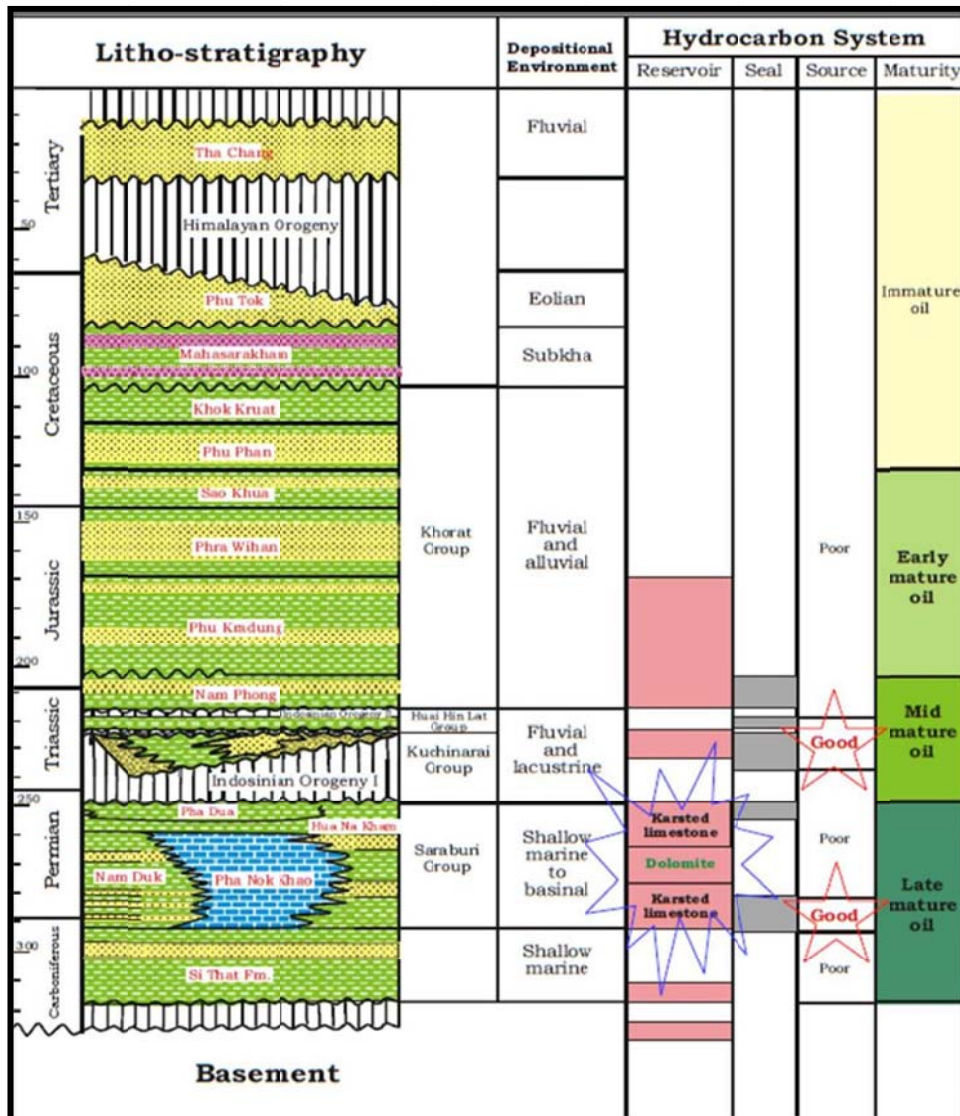 Litho-stratigraphy
Depositional
Environment
Hydrocarbon System
Reservoir
Seal
Source
Maturity
Tertiary
Cretaceous
Jurassic
Triassic
Permian
Carboniferous
50
100
150
200
250
300
Tha Chang
Himalayan Orogeny
Phu Tok
Mahasarakham
Khok Kruat
Phu Phan
Sao Khua
Phra Wihan
Phu Kradung
Nam Phong
Indosinian Orogeny II
Indosinian Orogeny I
Pha Dua
Hua Na Kham
Nam Duk
Pha Nok Khao
Si That Fm.
Basement
Khorat
Group
Huai Hin Lat
Group
Kuchinarai
Group
Saraburi
Group
Fluvial
Eolian
Subkha
Fluvial
and
alluvial
Fluvial
and
lacustrine
Shallow
marine
to
basinal
Shallow
marine
Karsted
limestone
Dolomite
Karsted
limestone
Poor
Good
Poor
Good
Poor
Immature
oil
Early
mature
oil
Mid
mature
oil
Late
mature
oil